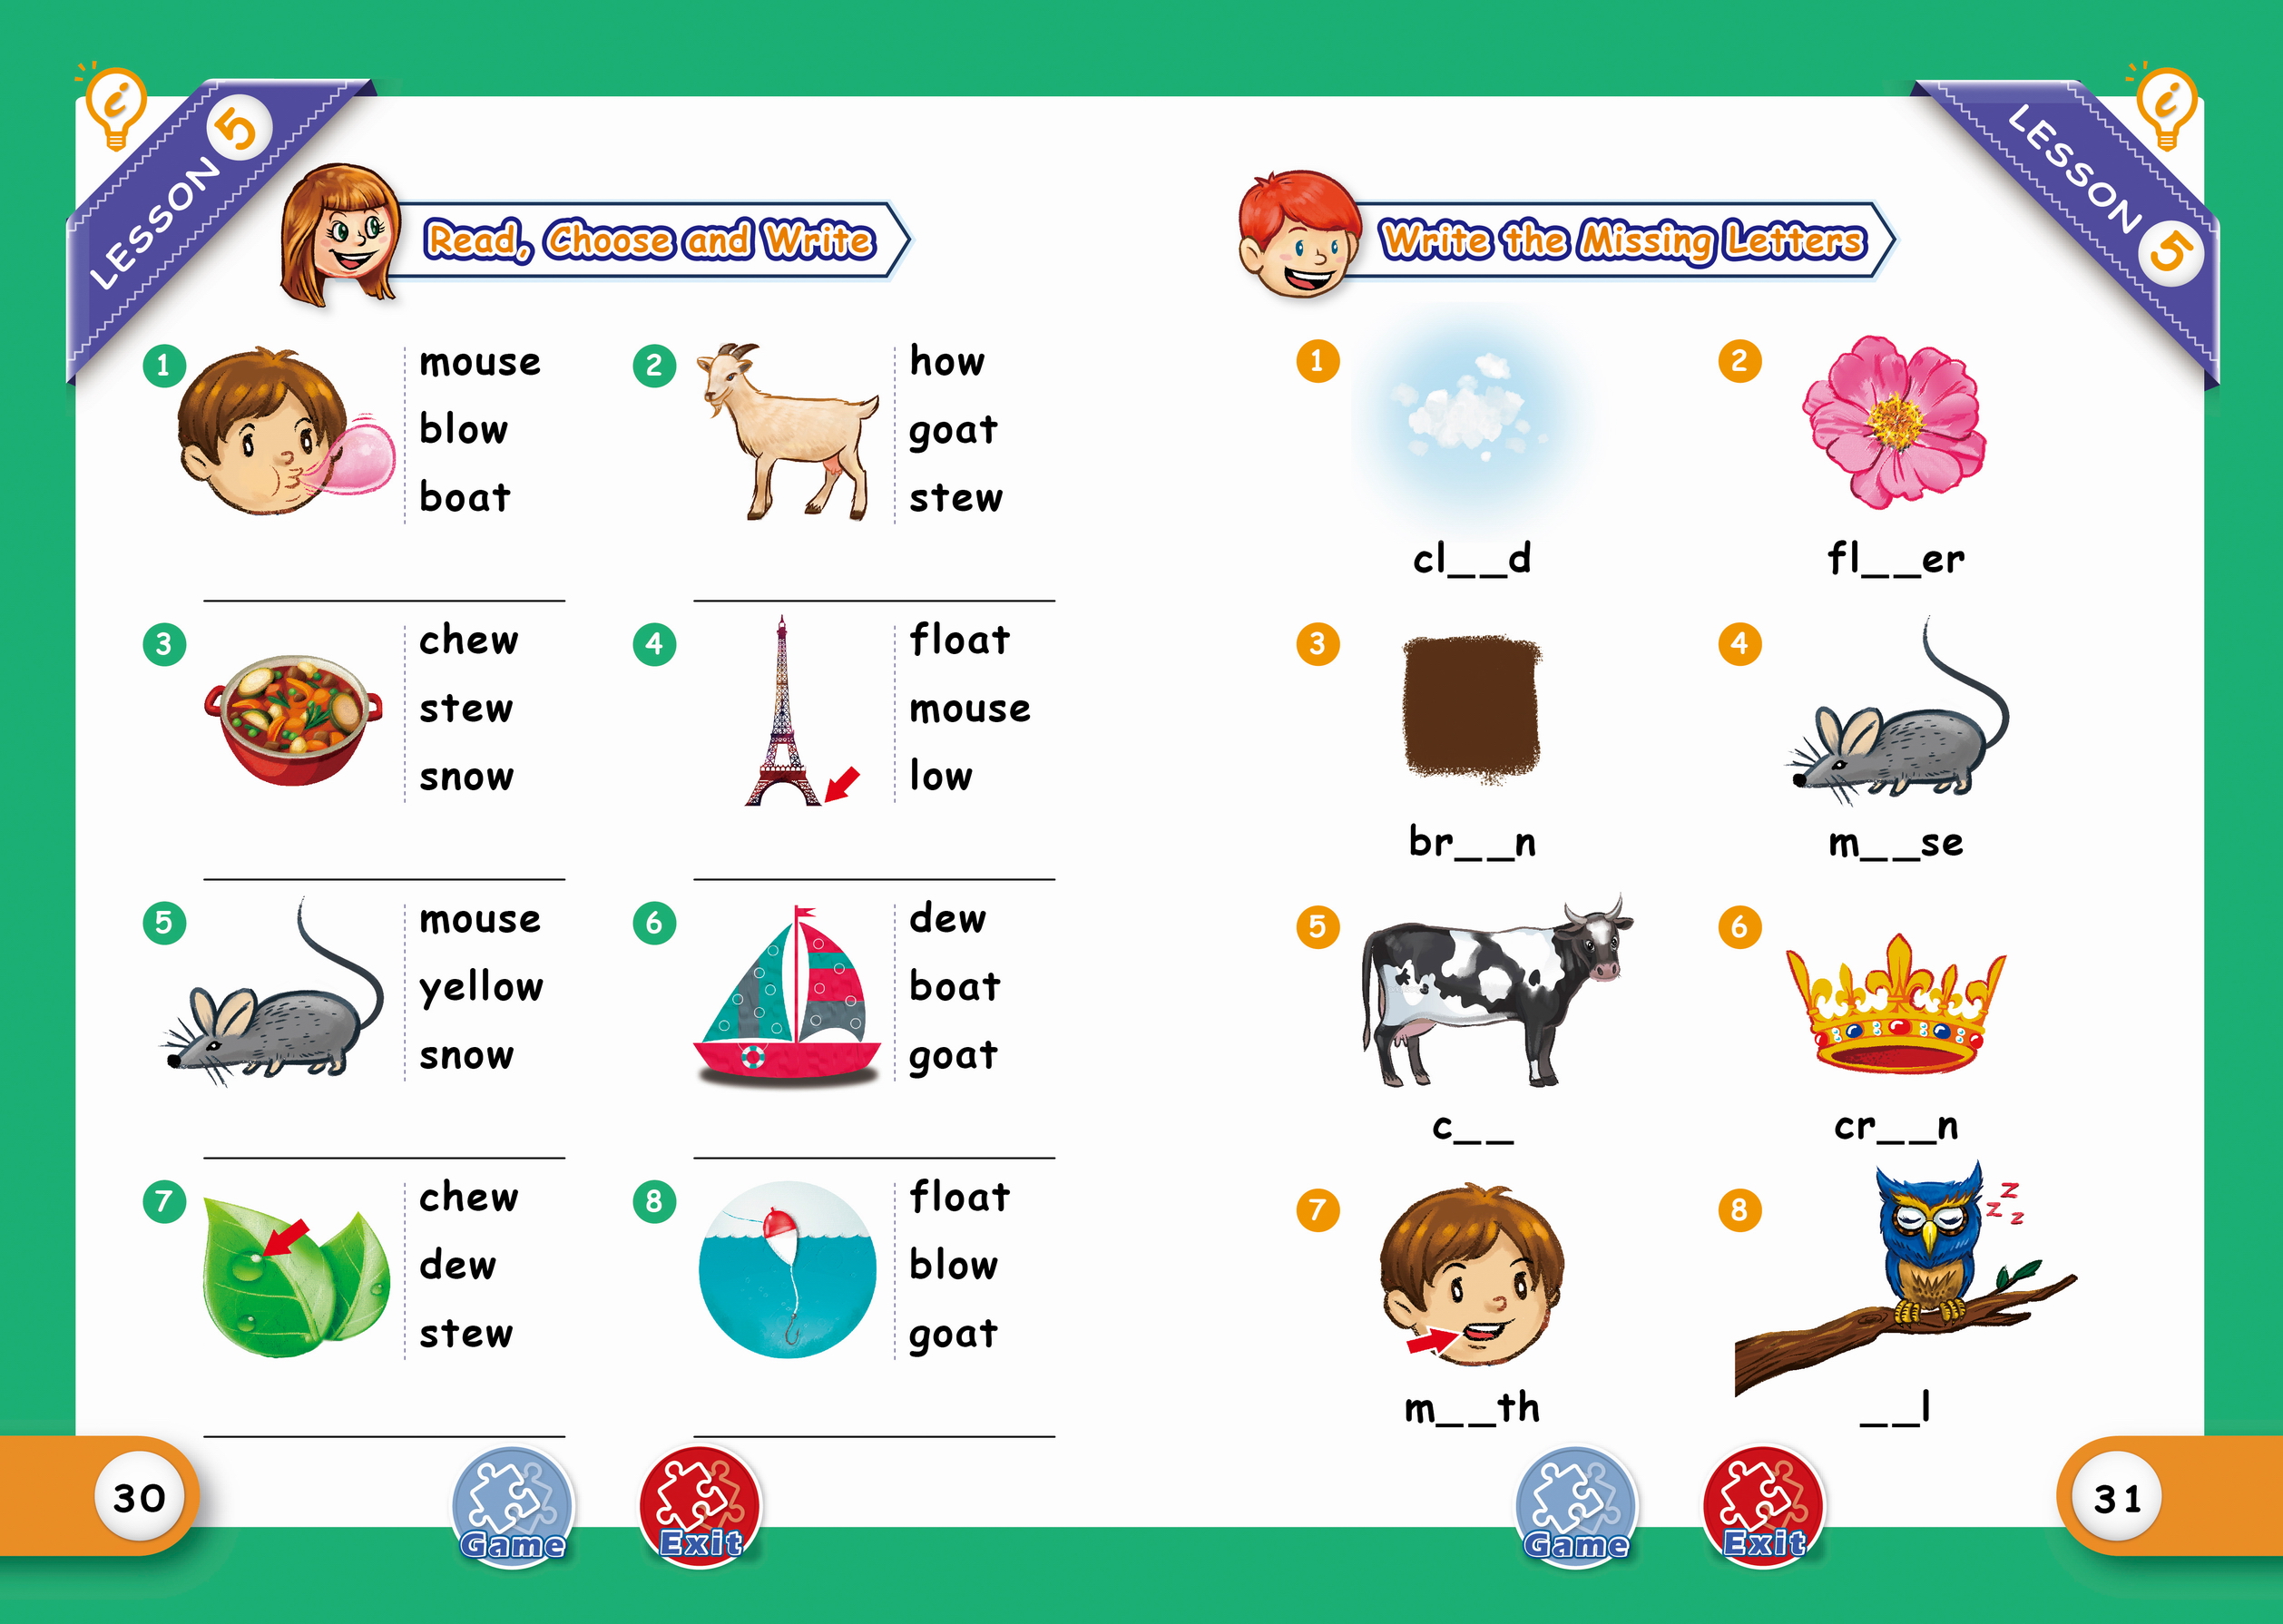 LESSON 5
Read, Choose and Write
1
mouse
blow
boat
2
how
goat
stew
3
chew
stew
snow
4
float
mouse
low
5
mouse
yellow
snow
6
dew
boat
goat
7
chew
dew
stew
8
float
blow
goat
30
Game
Exit
LESSON 5
Write the Missing Letters
1
cl__d
2
fl__er
3
br__n
4
m__se
5
c__
6
cr__n
7
m__th
8
z
z z
__l
Game
Exit
31